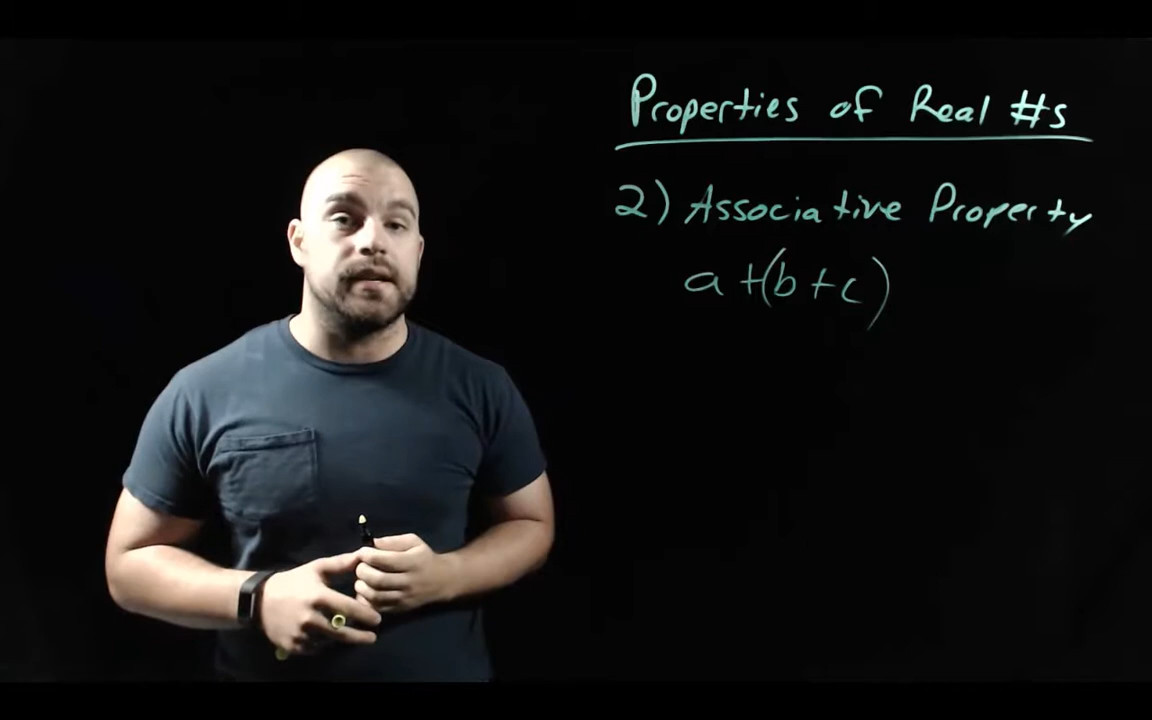 Properties of Real #s
2) Associative Property
a+(b+c)